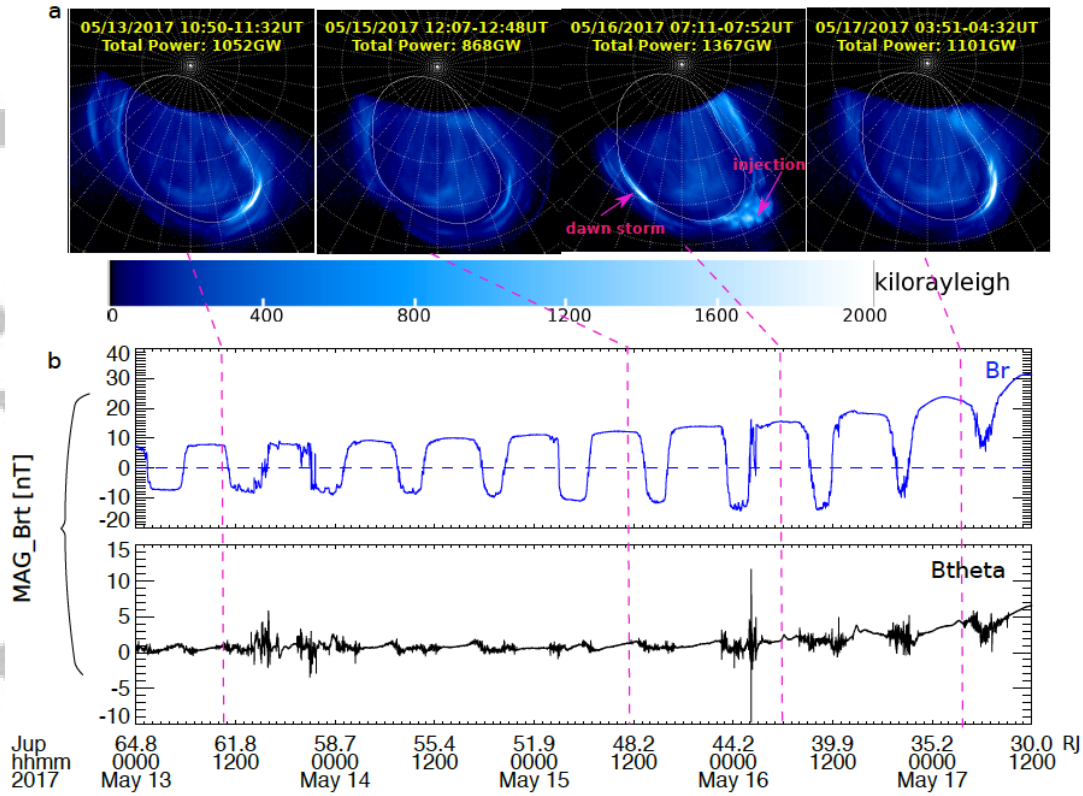 a
05/13/2017 10:50-11:32UT
Total Power: 1052GW
05/15/2017 12:07-12:48UT
Total Power: 868GW
05/16/2017 07:11-07:52UT
Total Power: 1367GW
05/17/2017 03:51-04:32UT
Total Power: 1101GW
injection
dawn storm
kilorayleigh
0 400 800 1200 1600 2000
b
MAG_Brt [nT]
Br
40
30
20
10
0
-10
-20
Btheta
15
10
5
0
-5
-10
Jup 64.8 61.8 58.7 55.4 51.9 48.2 44.2 39.9 35.2 30.0 RJ
hhmm 0000 1200 0000 1200 0000 1200 0000 1200 0000 1200
2017 May 13 May 14 May 15 May 16 May 17